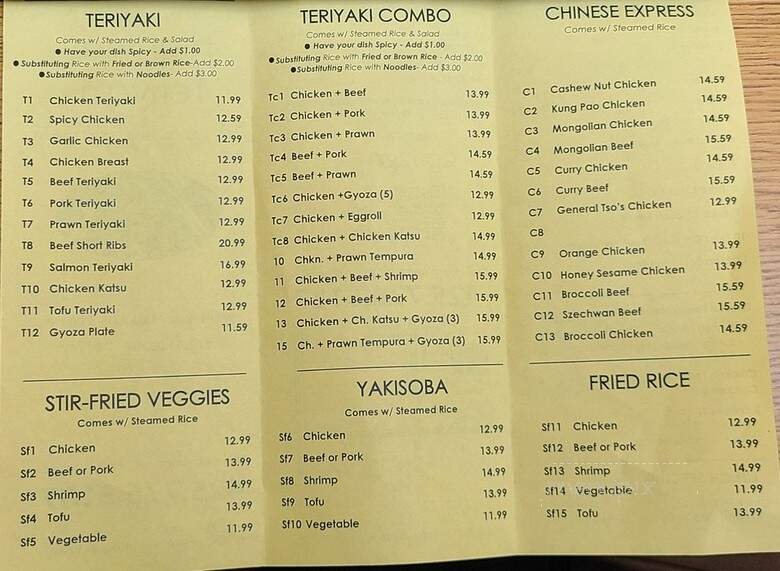 TERIYAKI
Comes w/ Steamed Rice & Salad
● Have your dish Spicy - Add $1.00
● Substituting Rice with Fried or Brown Rice-Add $2.00
● Substituting Rice with Noodles- Add $3.00
T1 Chicken Teriyaki 11.99
T2 Spicy Chicken 12.59
T3 Garlic Chicken 12.99
T4 Chicken Breast 12.99
T5 Beef Teriyaki 12.99
T6 Pork Teriyaki 12.99
T7 Prawn Teriyaki 12.99
T8 Beef Short Ribs 20.99
T9 Salmon Teriyaki 16.99
T10 Chicken Katsu 12.99
T11 Tofu Teriyaki 12.99
T12 Gyoza Plate 11.59
STIR-FRIED VEGGIES
Comes w/ Steamed Rice
Sf1 Chicken 12.99
Sf2 Beef or Pork 13.99
Sf3 Shrimp 14.99
Sf4 Tofu 13.99
Sf5 Vegetable 11.99
TERIYAKI COMBO
Comes w/ Steamed Rice & Salad
● Have your dish Spicy - Add $1.00
● Substituting Rice with Fried or Brown Rice - Add $2.00
● Substituting Rice with Noodles- Add $3.00
Tc1 Chicken + Beef 13.99
Tc2 Chicken + Pork 13.99
Tc3 Chicken + Prawn 13.99
Tc4 Beef + Pork 14.59
Tc5 Beef + Prawn 14.59
Tc6 Chicken +Gyoza (5) 12.99
Tc7 Chicken + Eggroll 12.99
Tc8 Chicken + Chicken Katsu 14.99
10 Chkn. + Prawn Tempura 14.99
11 Chicken + Beef + Shrimp 15.99
12 Chicken + Beef + Pork 15.99
13 Chicken + Ch. Katsu + Gyoza (3) 15.99
15 Ch. + Prawn Tempura + Gyoza (3) 15.99
YAKISOBA
Comes w/ Steamed Rice
Sf6 Chicken 12.99
Sf7 Beef or Pork 13.99
Sf8 Shrimp 14.99
Sf9 Tofu 13.99
Sf10 Vegetable 11.99
CHINESE EXPRESS
Comes w/ Steamed Rice
C1 Cashew Nut Chicken 14.59
C2 Kung Pao Chicken 14.59
C3 Mongolian Chicken 14.59
C4 Mongolian Beef 15.59
C5 Curry Chicken 14.59
C6 Curry Beef 15.59
C7 General Tso's Chicken 12.99
C8
C9 Orange Chicken 13.99
C10 Honey Sesame Chicken 13.99
C11 Broccoli Beef 15.59
C12 Szechwan Beef 15.59
C13 Broccoli Chicken 14.59
FRIED RICE
Sf11 Chicken 12.99
Sf12 Beef or Pork 13.99
Sf13 Shrimp 14.99
Sf14 Vegetable 11.99
Sf15 Tofu 13.99